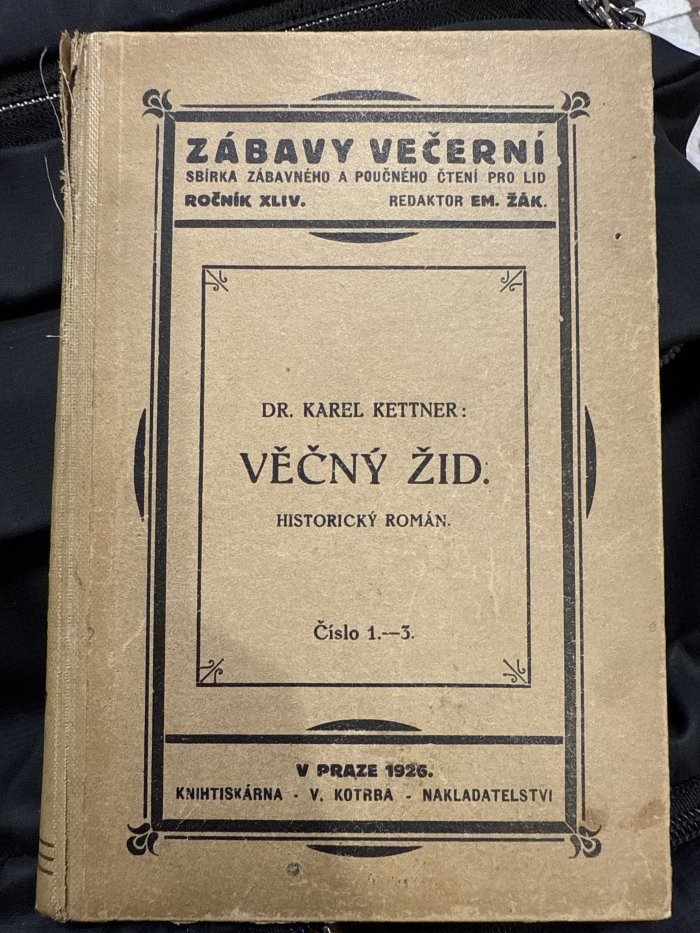 ZÁBAVY VEČERNÍ
SBÍRKA ZÁBAVNÉHO A POUČNÉHO ČTENÍ PRO LID
ROČNÍK XLIV. REDAKTOR EM. ŽÁK.
DR. KAREL KETTNER:
VĚČNÝ ŽID.
HISTORICKÝ ROMÁN.
Číslo 1.—3.
V PRAZE 1926.
KNIHTISKÁRNA - V. KOTRBA - NAKLADATELSTVI